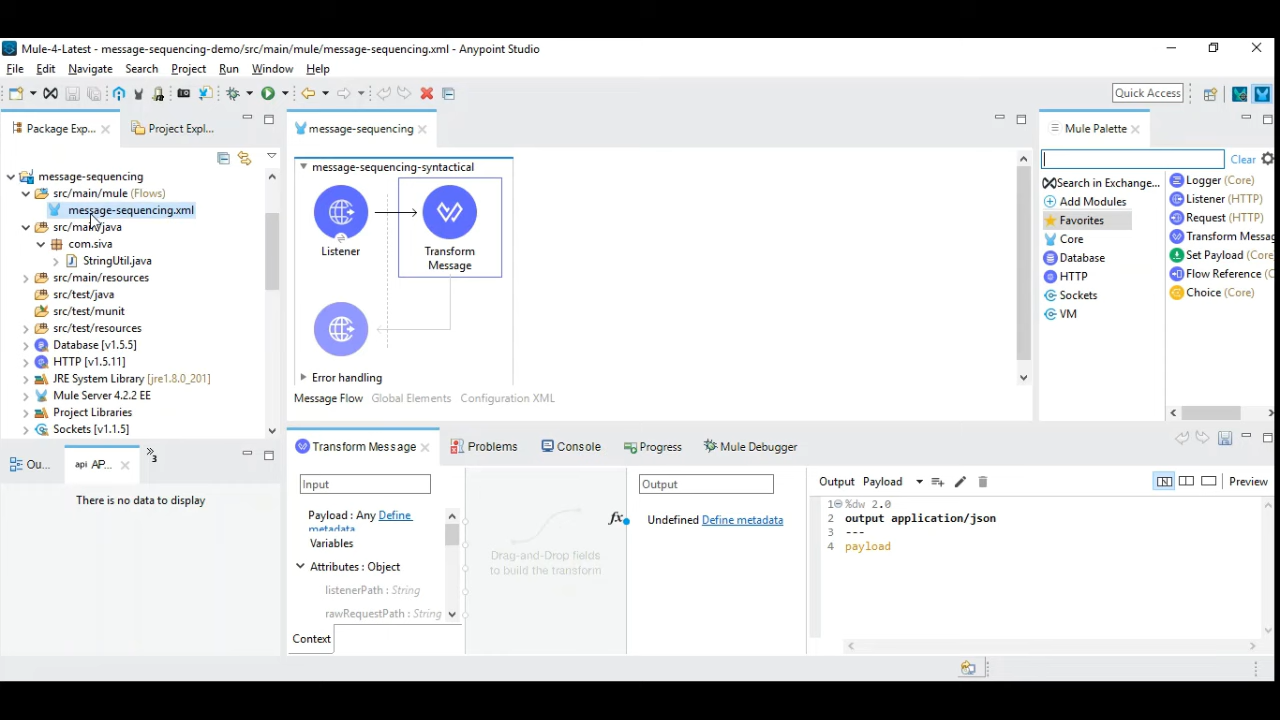 Mule-4-Latest - message-sequencing-demo/src/main/mule/message-sequencing.xml - Anypoint Studio
File Edit Navigate Search Project Run Window Help
Quick Access
Package Exp...
Project Expl...
message-sequencing
src/main/mule (Flows)
message-sequencing.xml
src/main/java
com.siva
StringUtil.java
src/main/resources
src/test/java
src/test/munit
src/test/resources
Database [v1.5.5]
HTTP [v1.5.11]
JRE System Library [jre1.8.0_201]
Mule Server 4.2.2 EE
Project Libraries
Sockets [v1.1.5]
Ou...
api AP...
3
There is no data to display
message-sequencing
message-sequencing-syntactical
Listener
Transform
Message
Error handling
Message Flow Global Elements Configuration XML
Mule Palette
Clear
Search in Exchange...
Add Modules
Favorites
Core
Database
HTTP
Sockets
VM
Logger (Core)
Listener (HTTP)
Request (HTTP)
Transform Messag
Set Payload (Core
Flow Reference (C
Choice (Core)
Transform Message
Problems
Console
Progress
Mule Debugger
Input
Payload : Any Define
metadata
Variables
Attributes : Object
listenerPath : String
rawRequestPath : String
Context
Drag-and-Drop fields
to build the transform
Output
fx
Undefined Define metadata
Output Payload
Preview
1 %dw 2.0
2 output application/json
3 ---
4 payload